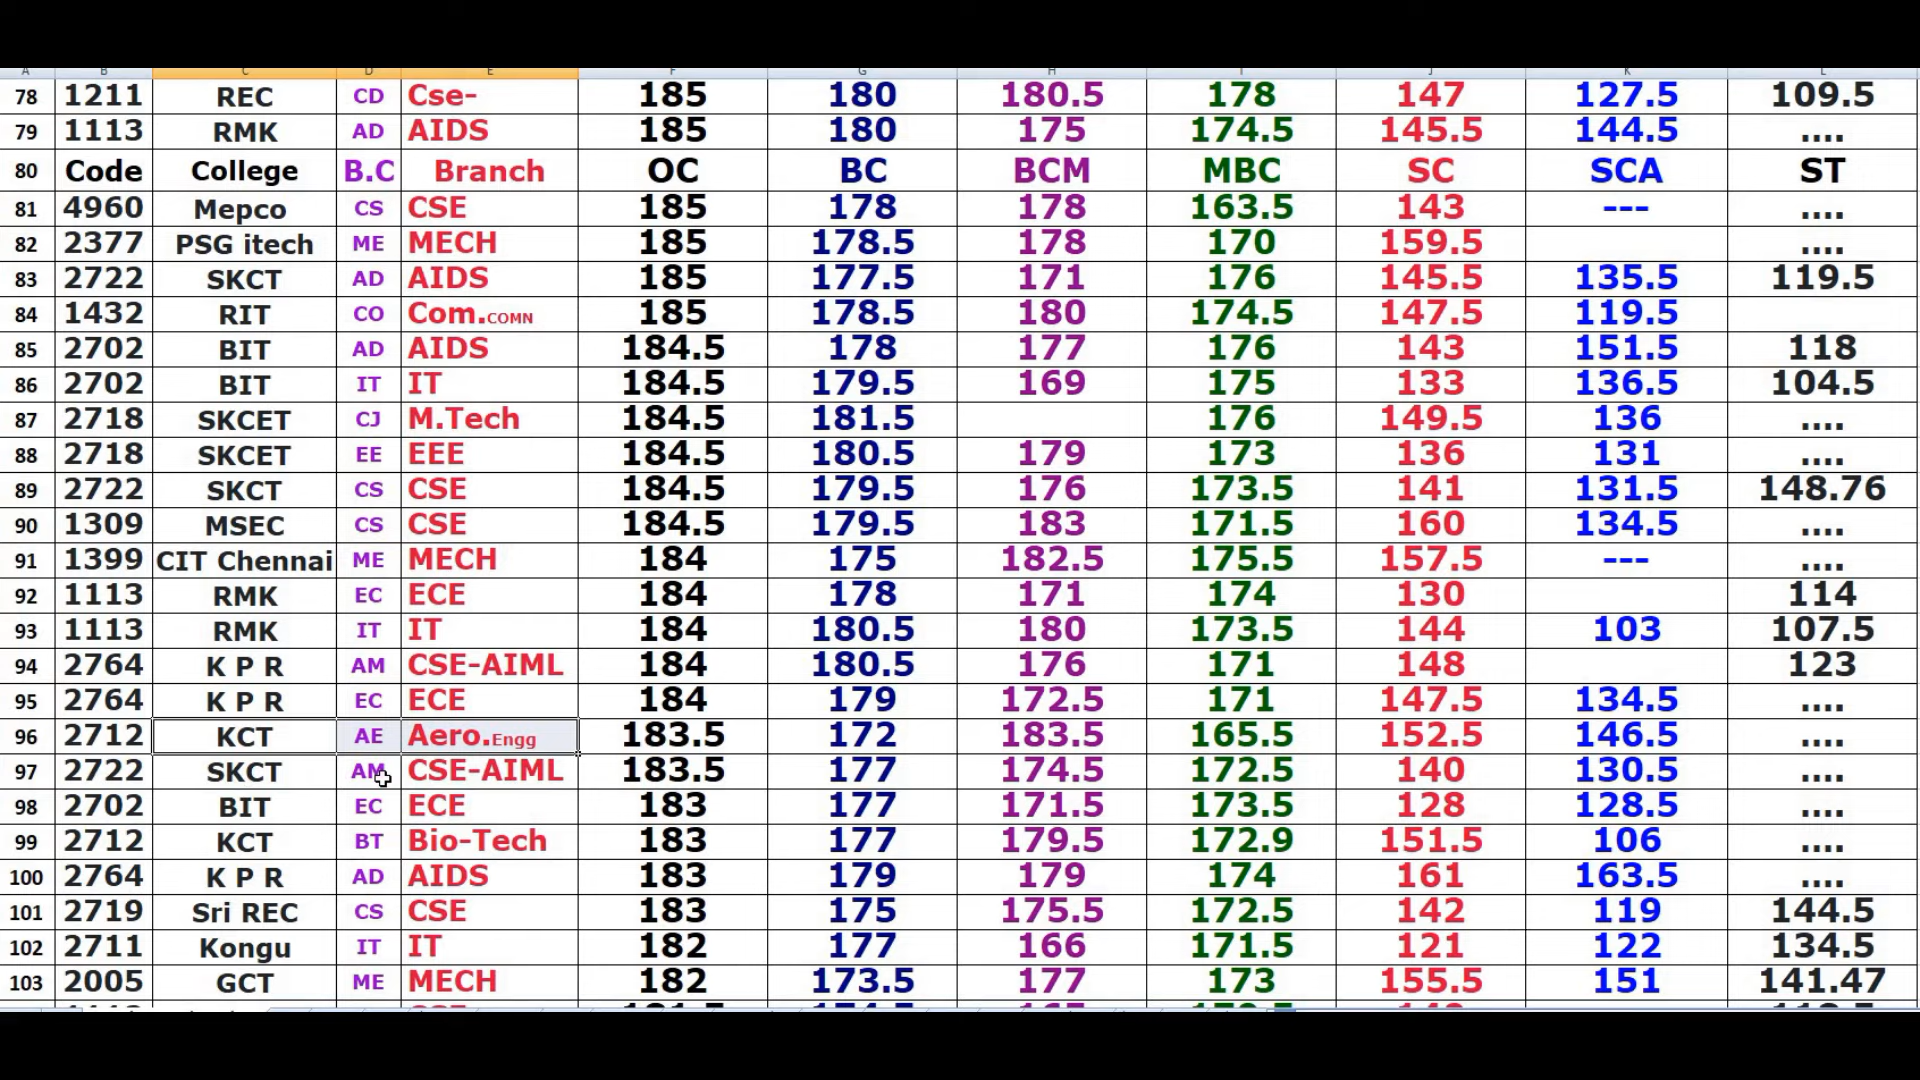 A B C D E F G H I J K L
78 1211 REC CD Cse- 185 180 180.5 178 147 127.5 109.5
79 1113 RMK AD AIDS 185 180 175 174.5 145.5 144.5 ....
80 Code College B.C Branch OC BC BCM MBC SC SCA ST
81 4960 Mepco CS CSE 185 178 178 163.5 143 --- ....
82 2377 PSG itech ME MECH 185 178.5 178 170 159.5 ....
83 2722 SKCT AD AIDS 185 177.5 171 176 145.5 135.5 119.5
84 1432 RIT CO Com.COMN 185 178.5 180 174.5 147.5 119.5
85 2702 BIT AD AIDS 184.5 178 177 176 143 151.5 118
86 2702 BIT IT IT 184.5 179.5 169 175 133 136.5 104.5
87 2718 SKCET CJ M.Tech 184.5 181.5 176 149.5 136 ....
88 2718 SKCET EE EEE 184.5 180.5 179 173 136 131 ....
89 2722 SKCT CS CSE 184.5 179.5 176 173.5 141 131.5 148.76
90 1309 MSEC CS CSE 184.5 179.5 183 171.5 160 134.5 ....
91 1399 CIT Chennai ME MECH 184 175 182.5 175.5 157.5 --- ....
92 1113 RMK EC ECE 184 178 171 174 130 114
93 1113 RMK IT IT 184 180.5 180 173.5 144 103 107.5
94 2764 K P R AM CSE-AIML 184 180.5 176 171 148 123
95 2764 K P R EC ECE 184 179 172.5 171 147.5 134.5 ....
96 2712 KCT AE Aero.Engg 183.5 172 183.5 165.5 152.5 146.5 ....
97 2722 SKCT AM CSE-AIML 183.5 177 174.5 172.5 140 130.5 ....
98 2702 BIT EC ECE 183 177 171.5 173.5 128 128.5 ....
99 2712 KCT BT Bio-Tech 183 177 179.5 172.9 151.5 106 ....
100 2764 K P R AD AIDS 183 179 179 174 161 163.5 ....
101 2719 Sri REC CS CSE 183 175 175.5 172.5 142 119 144.5
102 2711 Kongu IT IT 182 177 166 171.5 121 122 134.5
103 2005 GCT ME MECH 182 173.5 177 173 155.5 151 141.47